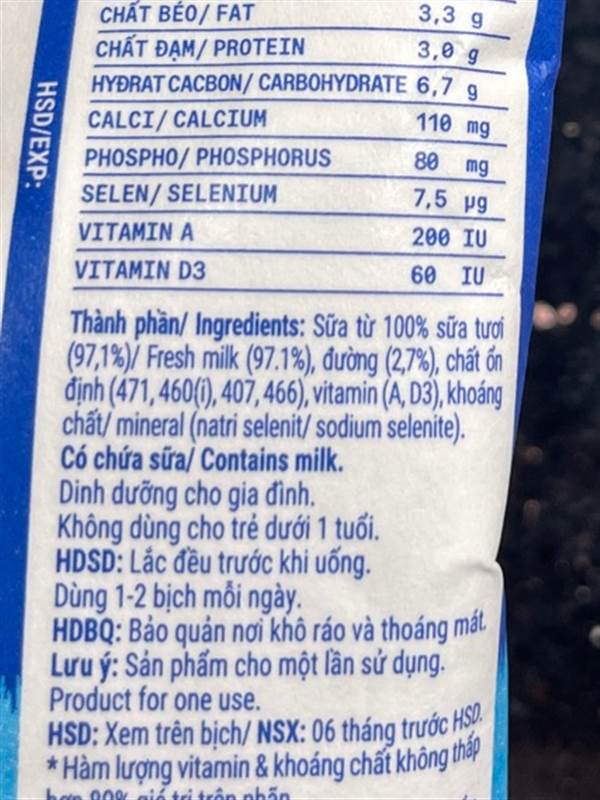 CHẤT BÉO/ FAT 3,3 g
CHẤT ĐẠM/ PROTEIN 3,0 g
HYĐRAT CACBON/ CARBOHYDRATE 6,7 g
CALCI/ CALCIUM 110 mg
PHOSPHO/ PHOSPHORUS 80 mg
SELEN/ SELENIUM 7,5 µg
VITAMIN A 200 IU
VITAMIN D3 60 IU
HSD/EXP:
Thành phần/ Ingredients: Sữa từ 100% sữa tươi
(97,1%)/ Fresh milk (97.1%), đường (2,7%), chất ổn
định (471, 460(i), 407, 466), vitamin (A, D3), khoáng
chất/ mineral (natri selenit/ sodium selenite).
Có chứa sữa/ Contains milk.
Dinh dưỡng cho gia đình.
Không dùng cho trẻ dưới 1 tuổi.
HDSD: Lắc đều trước khi uống.
Dùng 1-2 bịch mỗi ngày.
HDBQ: Bảo quản nơi khô ráo và thoáng mát.
Lưu ý: Sản phẩm cho một lần sử dụng.
Product for one use.
HSD: Xem trên bịch/ NSX: 06 tháng trước HSD.
* Hàm lượng vitamin & khoáng chất không thấp
hơn 80% giá trị trên nhãn